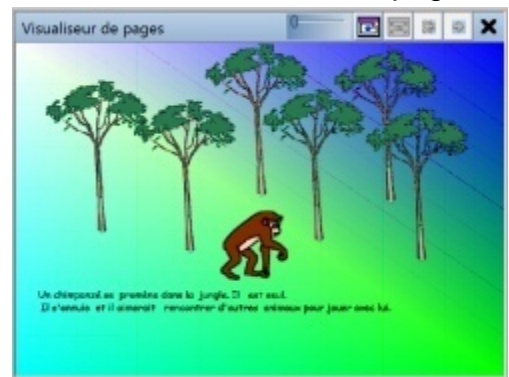 Visualiseur de pages
Un chimpanzé se promène dans la jungle. Il est seul.
Il s'ennuie et il aimerait rencontrer d'autres animaux pour jouer avec lui.